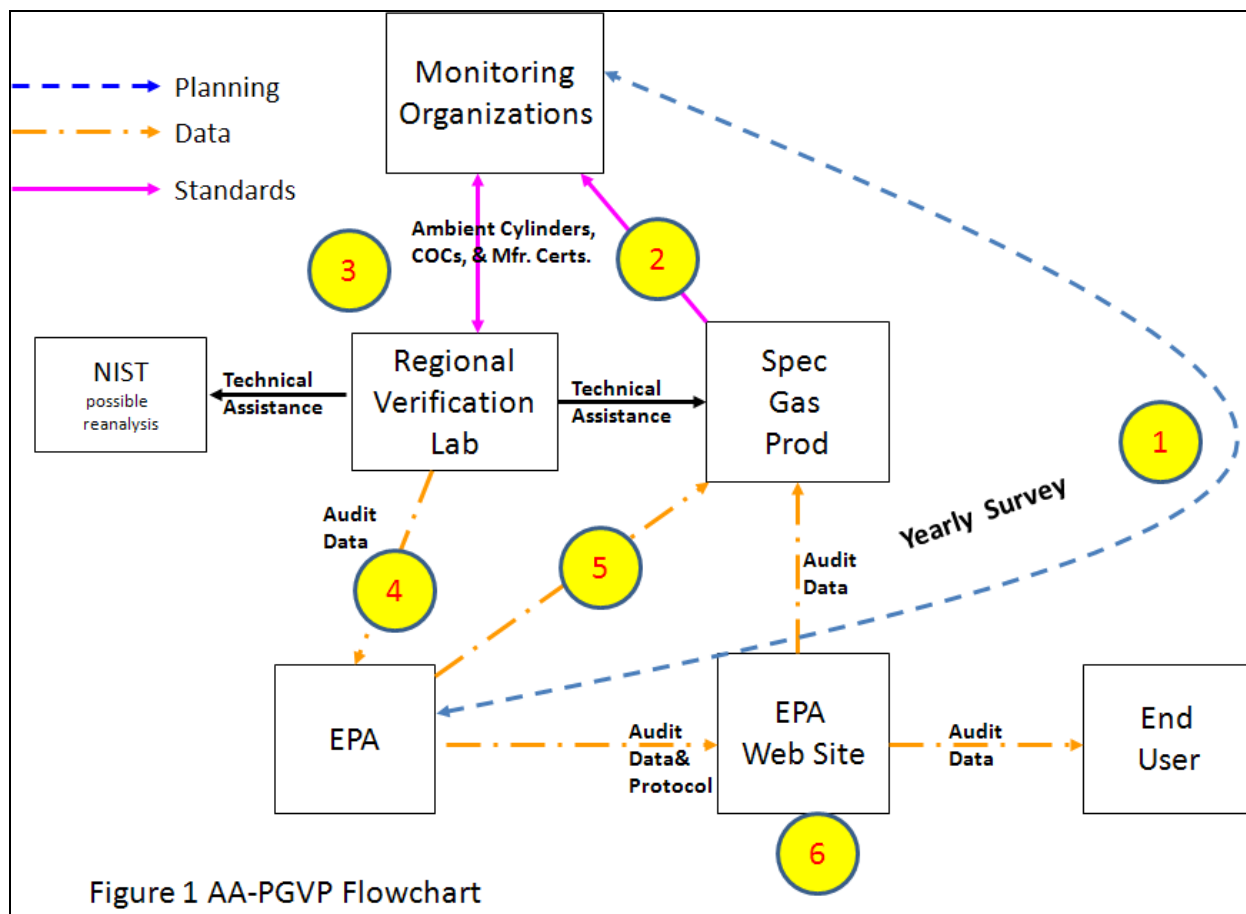 Monitoring
Organizations
Planning
Data
Standards
Ambient Cylinders,
COCs, & Mfr. Certs.
2
3
1
NIST
possible
reanalysis
Technical
Assistance
Regional
Verification
Lab
Technical
Assistance
Spec
Gas
Prod
Yearly Survey
Audit
Data
4
5
Audit
Data
EPA
Audit
Data&
Protocol
EPA
Web Site
Audit
Data
End
User
6
Figure 1 AA-PGVP Flowchart